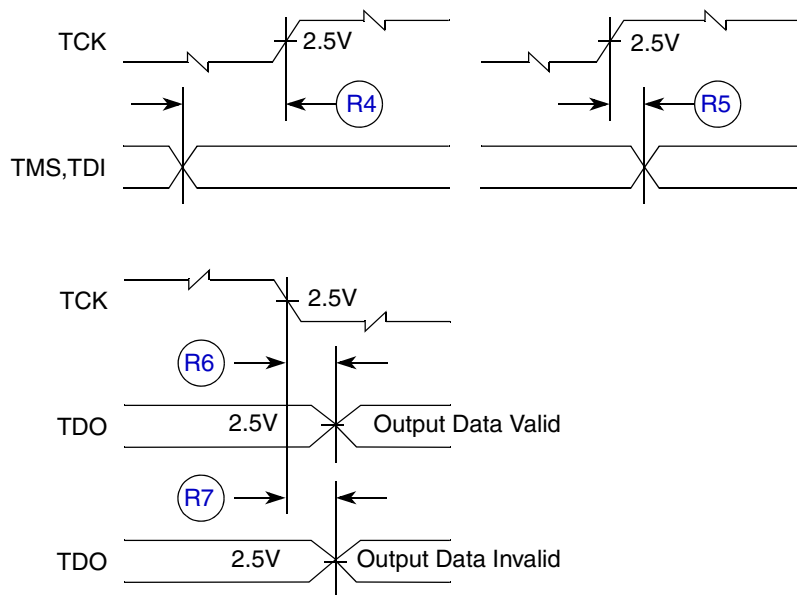 TCK 2.5V 2.5V
R4 R5
TMS,TDI
TCK 2.5V
R6
TDO 2.5V Output Data Valid
R7
TDO 2.5V Output Data Invalid